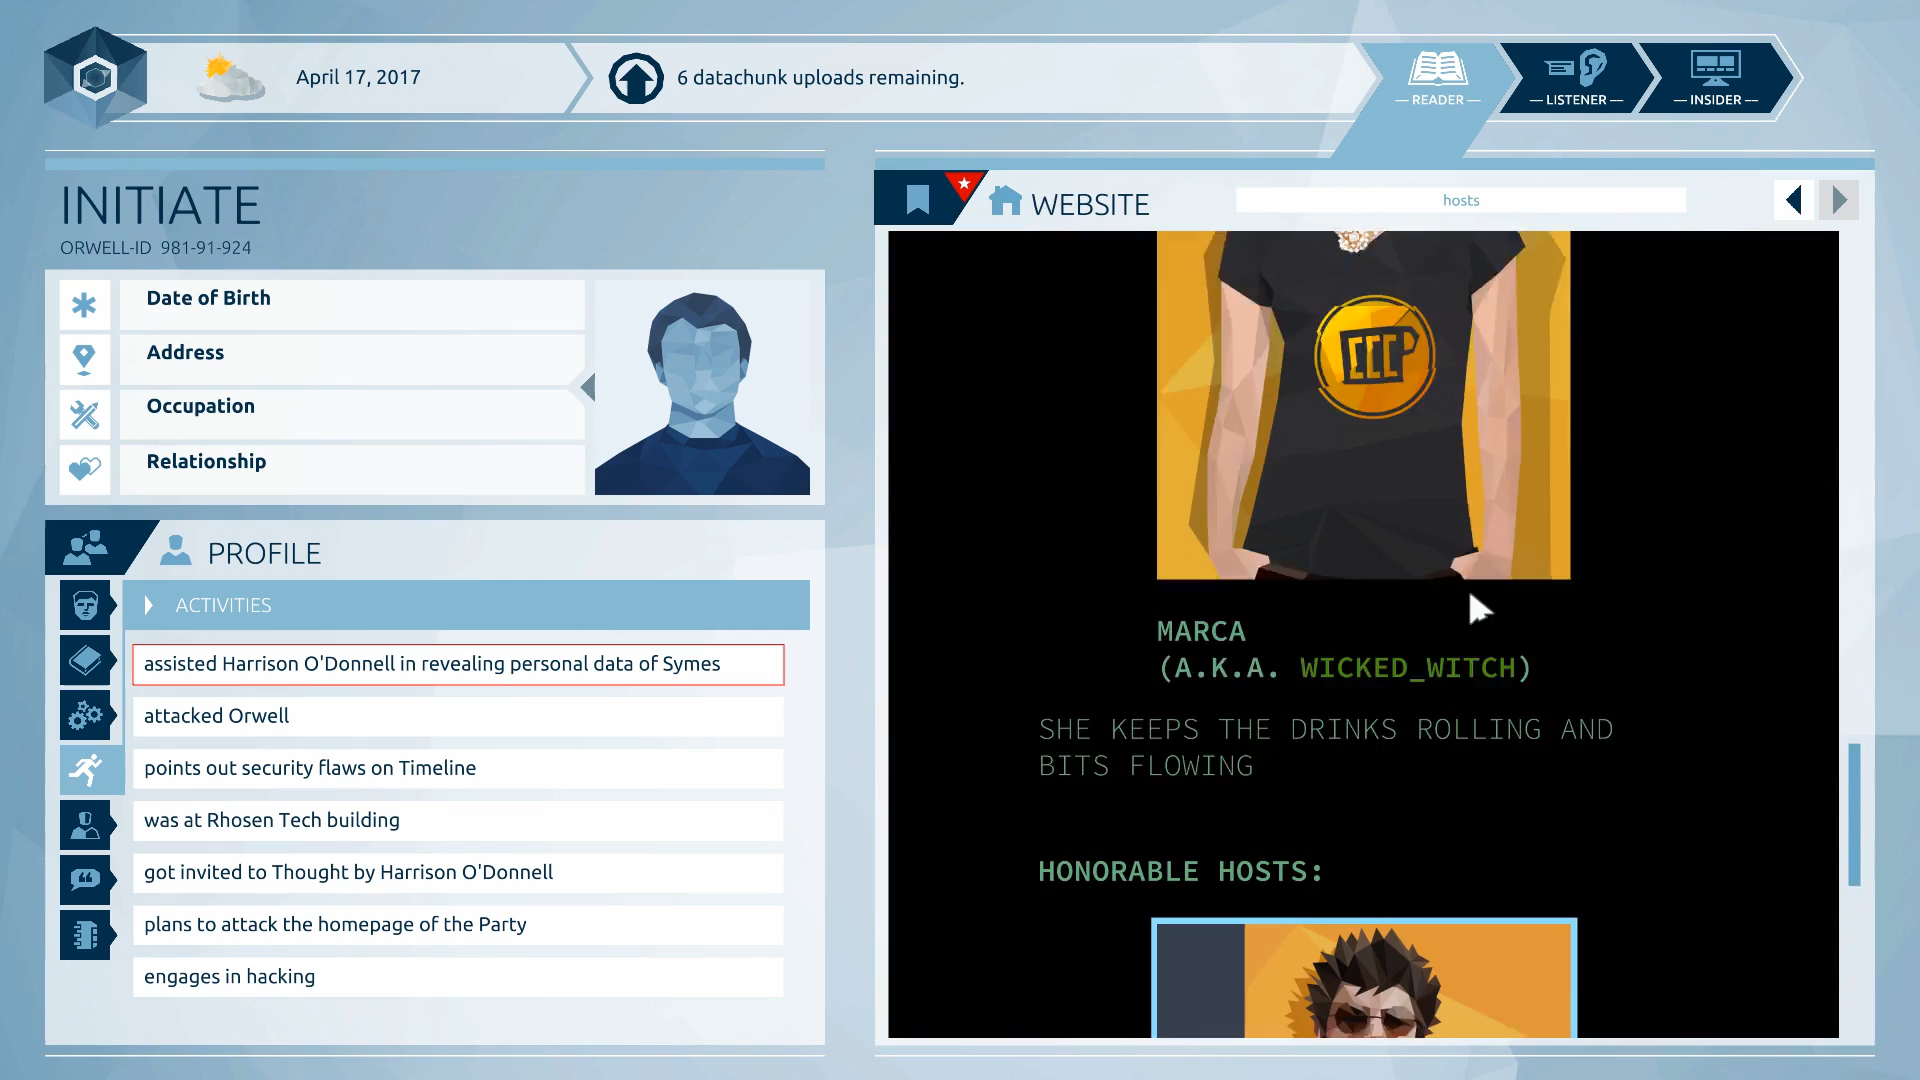 April 17, 2017
6 datachunk uploads remaining.
— READER —
— LISTENER —
— INSIDER —
INITIATE
ORWELL-ID 981-91-924
Date of Birth
Address
Occupation
Relationship
PROFILE
ACTIVITIES
assisted Harrison O'Donnell in revealing personal data of Symes
attacked Orwell
points out security flaws on Timeline
was at Rhosen Tech building
got invited to Thought by Harrison O'Donnell
plans to attack the homepage of the Party
engages in hacking
WEBSITE
hosts
CCCP
MARCA
(A.K.A. WICKED_WITCH)
SHE KEEPS THE DRINKS ROLLING AND
BITS FLOWING
HONORABLE HOSTS: